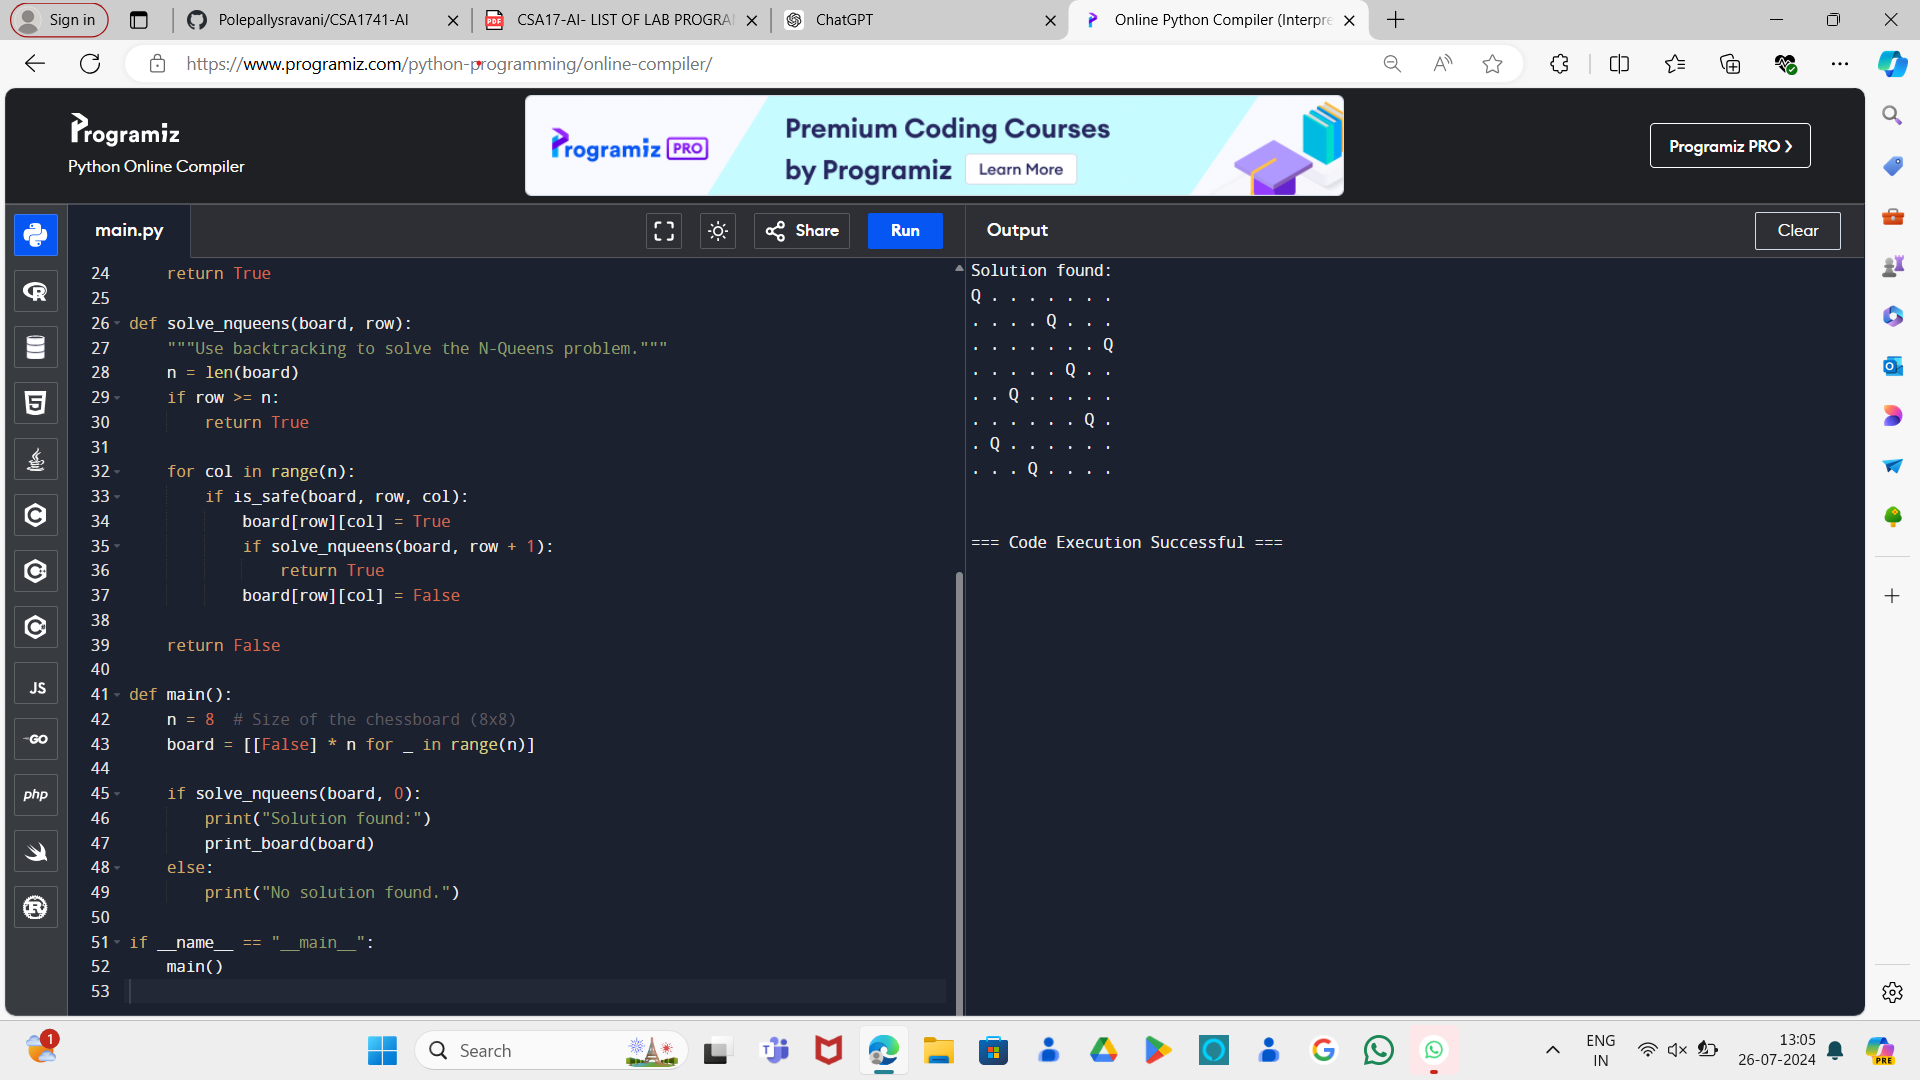 Sign in
Polepallysravani/CSA1741-AI
CSA17-AI- LIST OF LAB PROGRA
ChatGPT
Online Python Compiler (Interpre
https://www.programiz.com/python-programming/online-compiler/
Programiz
Python Online Compiler
Programiz PRO
Premium Coding Courses
by Programiz
Learn More
Programiz PRO
main.py
Share
Run
Output
Clear
24     return True
25
26 def solve_nqueens(board, row):
27     """Use backtracking to solve the N-Queens problem."""
28     n = len(board)
29     if row >= n:
30         return True
31
32     for col in range(n):
33         if is_safe(board, row, col):
34             board[row][col] = True
35             if solve_nqueens(board, row + 1):
36                 return True
37             board[row][col] = False
38
39     return False
40
41 def main():
42     n = 8  # Size of the chessboard (8x8)
43     board = [[False] * n for _ in range(n)]
44
45     if solve_nqueens(board, 0):
46         print("Solution found:")
47         print_board(board)
48     else:
49         print("No solution found.")
50
51 if __name__ == "__main__":
52     main()
53
Solution found:
Q . . . . . . .
. . . . Q . . .
. . . . . . . Q
. . . . . Q . .
. . Q . . . . .
. . . . . . Q .
. Q . . . . . .
. . . Q . . . .
=== Code Execution Successful ===
JS
GO
php
1
Search
ENG
IN
13:05
26-07-2024
PRE